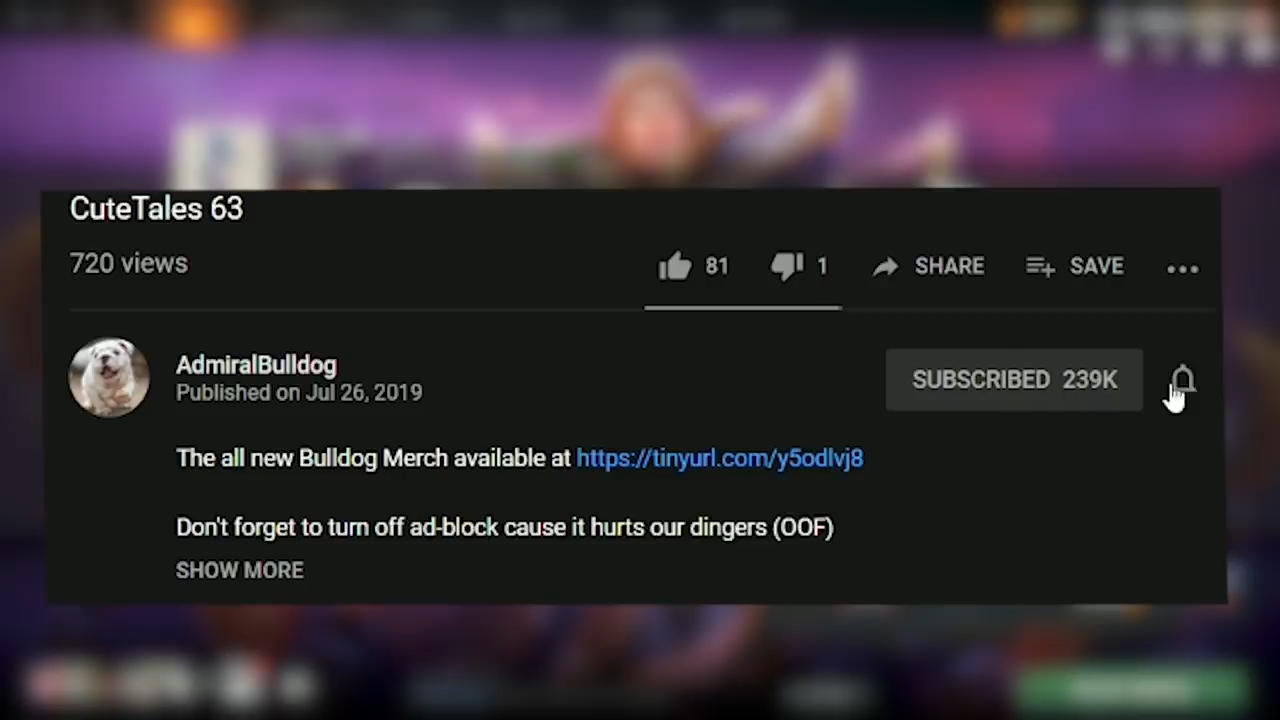 CuteTales 63
720 views
81
1
SHARE
SAVE
AdmiralBulldog
Published on Jul 26, 2019
SUBSCRIBED 239K
The all new Bulldog Merch available at https://tinyurl.com/y5odlvj8
Don't forget to turn off ad-block cause it hurts our dingers (OOF)
SHOW MORE